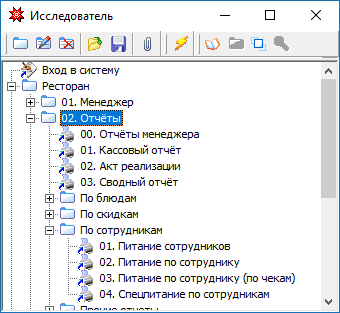 Исследователь
Вход в систему
Ресторан
01. Менеджер
02. Отчёты
00. Отчёты менеджера
01. Кассовый отчёт
02. Акт реализации
03. Сводный отчёт
По блюдам
По скидкам
По сотрудникам
01. Питание сотрудников
02. Питание по сотруднику
03. Питание по сотруднику (по чекам)
04. Спецпитание по сотрудникам
Прочие отчеты